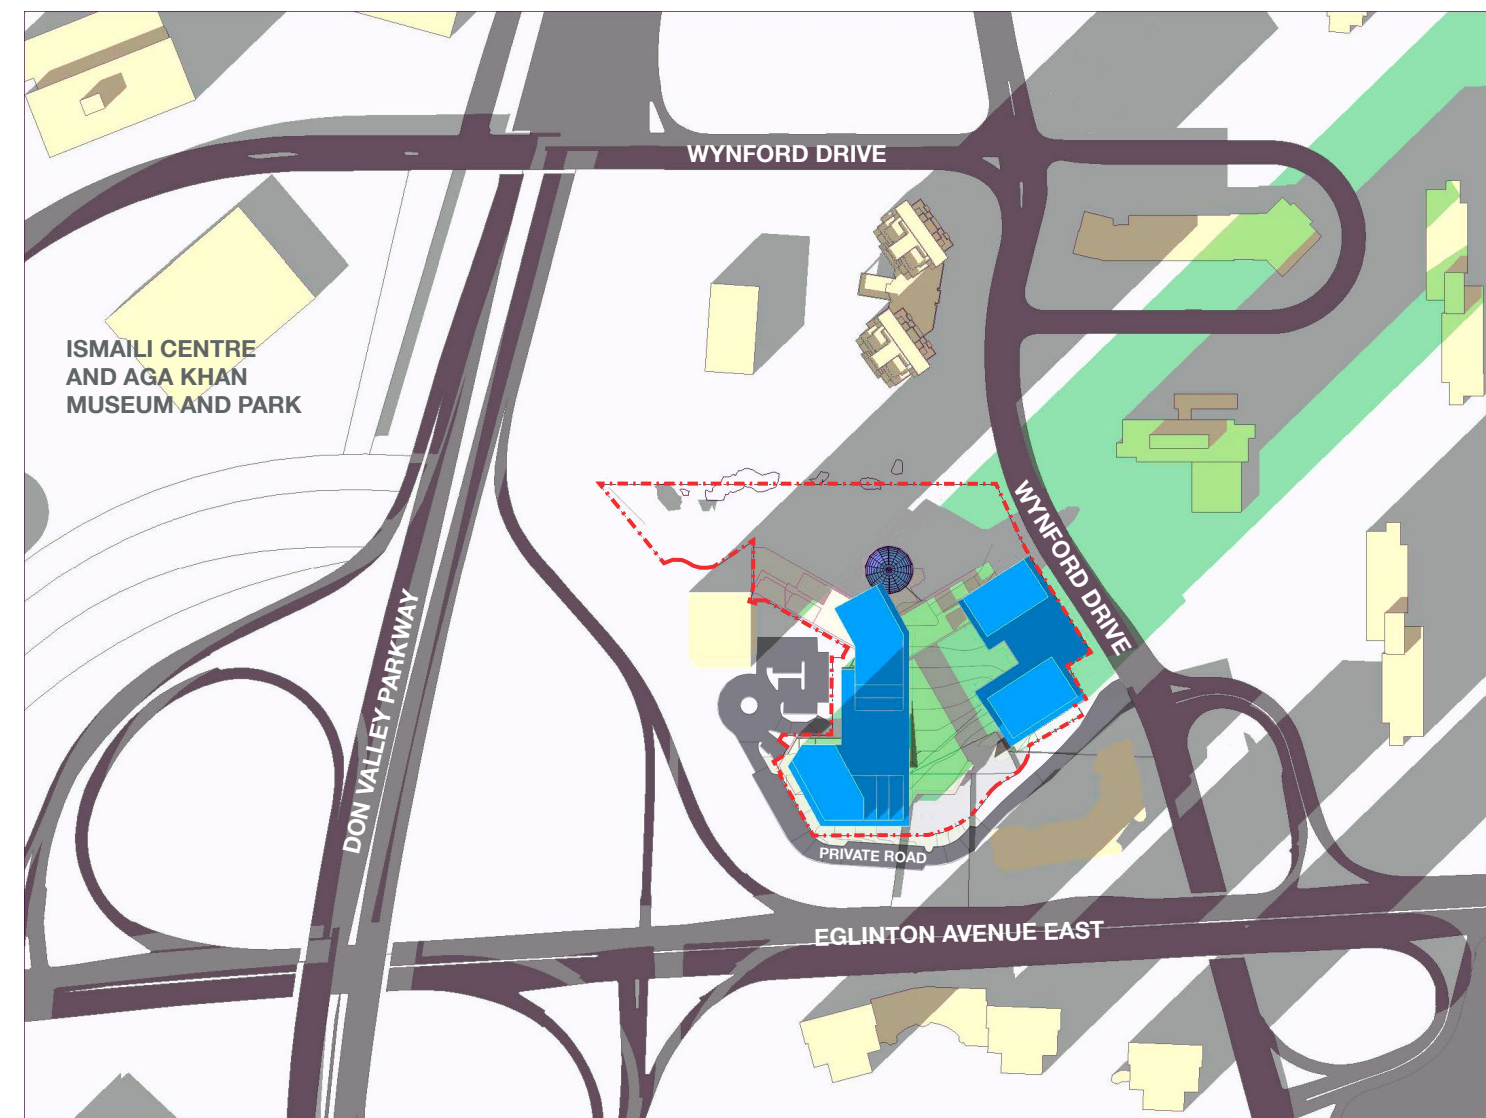 WYNFORD DRIVE
ISMAILI CENTRE
AND AGA KHAN
MUSEUM AND PARK
WYNFORD DRIVE
DON VALLEY PARKWAY
PRIVATE ROAD
EGLINTON AVENUE EAST